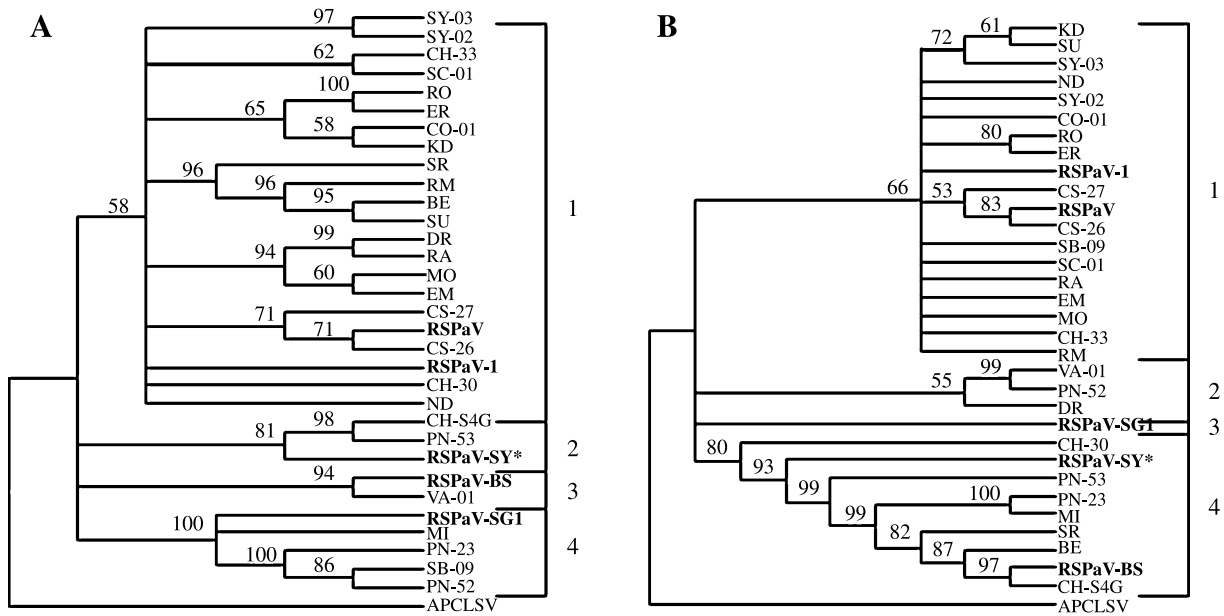 A
97
SY-03
SY-02
62
CH-33
SC-01
65
100
RO
ER
58
CO-01
KD
96
SR
96
RM
95
BE
SU
58
1
94
99
DR
RA
60
MO
EM
71
CS-27
71
RSPaV
CS-26
RSPaV-1
CH-30
ND
81
98
CH-S4G
PN-53
RSPaV-SY*
2
94
RSPaV-BS
VA-01
3
100
RSPaV-SG1
MI
100
PN-23
86
SB-09
PN-52
4
APCLSV
B
72
61
KD
SU
SY-03
ND
SY-02
CO-01
80
RO
ER
RSPaV-1
66
1
53
CS-27
83
RSPaV
CS-26
SB-09
SC-01
RA
EM
MO
CH-33
RM
55
99
VA-01
PN-52
DR
2
RSPaV-SG1
3
80
CH-30
93
RSPaV-SY*
99
PN-53
99
100
PN-23
MI
4
82
SR
87
BE
97
RSPaV-BS
CH-S4G
APCLSV